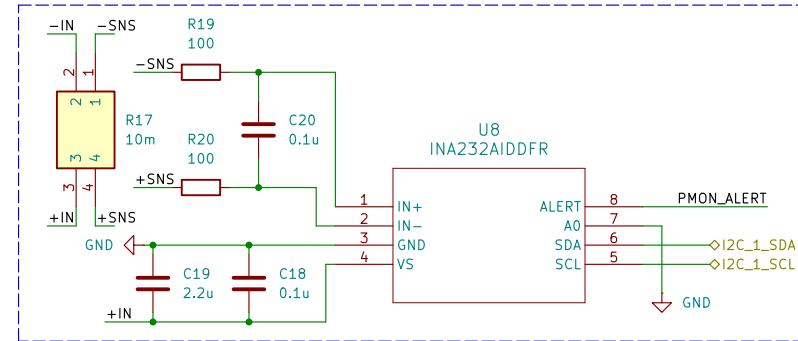 -IN
-SNS
2
1
2
1
3
4
3
4
R17
10m
+IN
+SNS
R19
100
-SNS
C20
0.1u
R20
100
+SNS
GND
C19
2.2u
C18
0.1u
+IN
U8
INA232AIDDFR
1
IN+
2
IN-
3
GND
4
VS
ALERT
8
PMON_ALERT
A0
7
SDA
6
I2C_1_SDA
SCL
5
I2C_1_SCL
GND